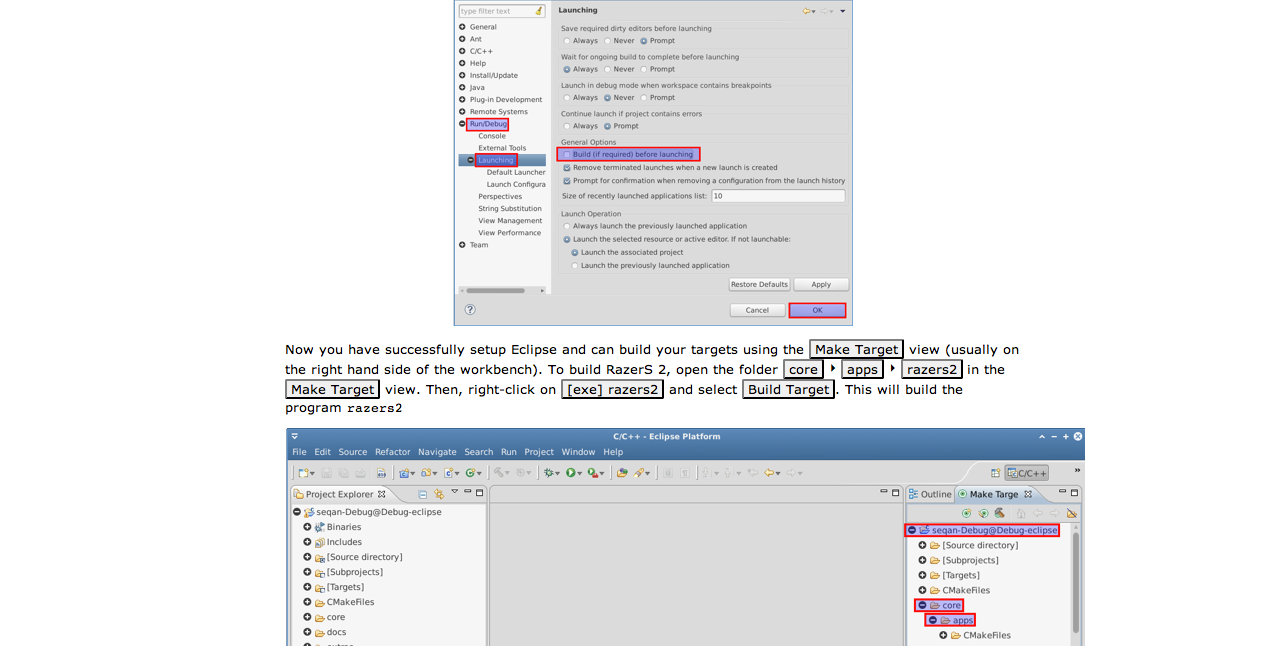 type filter text
General
Ant
C/C++
Help
Install/Update
Java
Plug-in Development
Remote Systems
Run/Debug
Console
External Tools
Launching
Default Launcher
Launch Configura
Perspectives
String Substitution
View Management
View Performance
Team
Launching
Save required dirty editors before launching
Always Never Prompt
Wait for ongoing build to complete before launching
Always Never Prompt
Launch in debug mode when workspace contains breakpoints
Always Never Prompt
Continue launch if project contains errors
Always Prompt
General Options
Build (if required) before launching
Remove terminated launches when a new launch is created
Prompt for confirmation when removing a configuration from the launch history
Size of recently launched applications list: 10
Launch Operation
Always launch the previously launched application
Launch the selected resource or active editor. If not launchable:
Launch the associated project
Launch the previously launched application
Restore Defaults Apply
Cancel OK
Now you have successfully setup Eclipse and can build your targets using the Make Target view (usually on
the right hand side of the workbench). To build RazerS 2, open the folder core ‣ apps ‣ razers2 in the
Make Target view. Then, right-click on [exe] razers2 and select Build Target. This will build the
program razers2
C/C++ - Eclipse Platform
File Edit Source Refactor Navigate Search Run Project Window Help
C/C++
Project Explorer
seqan-Debug@Debug-eclipse
Binaries
Includes
[Source directory]
[Subprojects]
[Targets]
CMakeFiles
core
docs
Outline Make Targe
seqan-Debug@Debug-eclipse
[Source directory]
[Subprojects]
[Targets]
CMakeFiles
core
apps
CMakeFiles